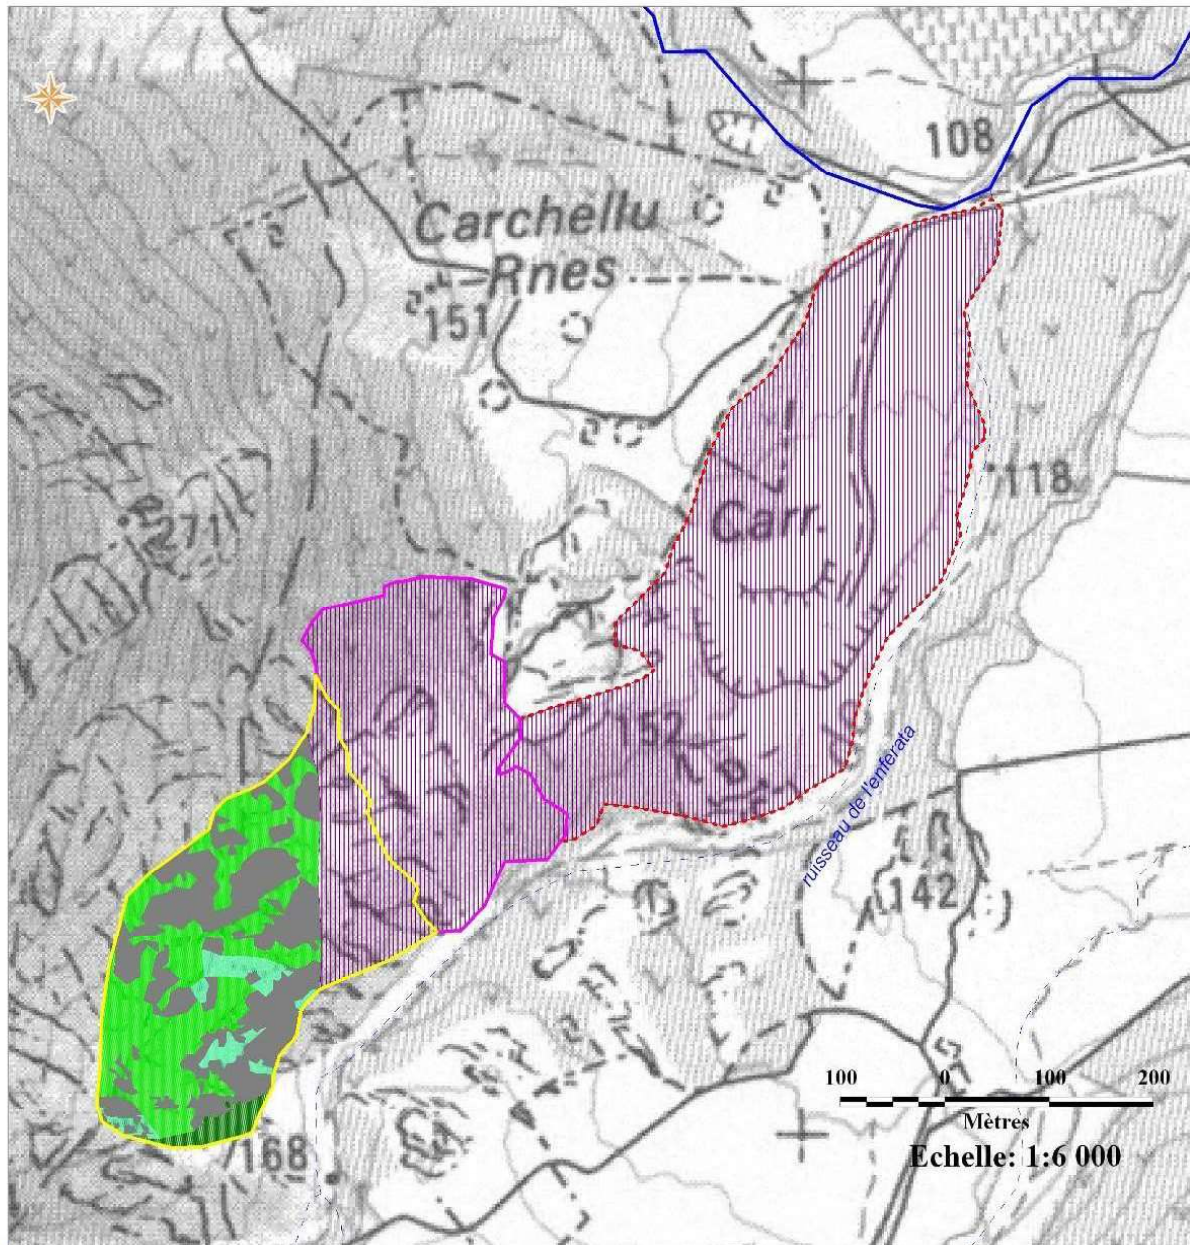 108
Carchellu
Rnes
151
118
Carr.
271
152
ruisseau de l'enferata
142
100 0 100 200
Mètres
Echelle: 1:6 000
168